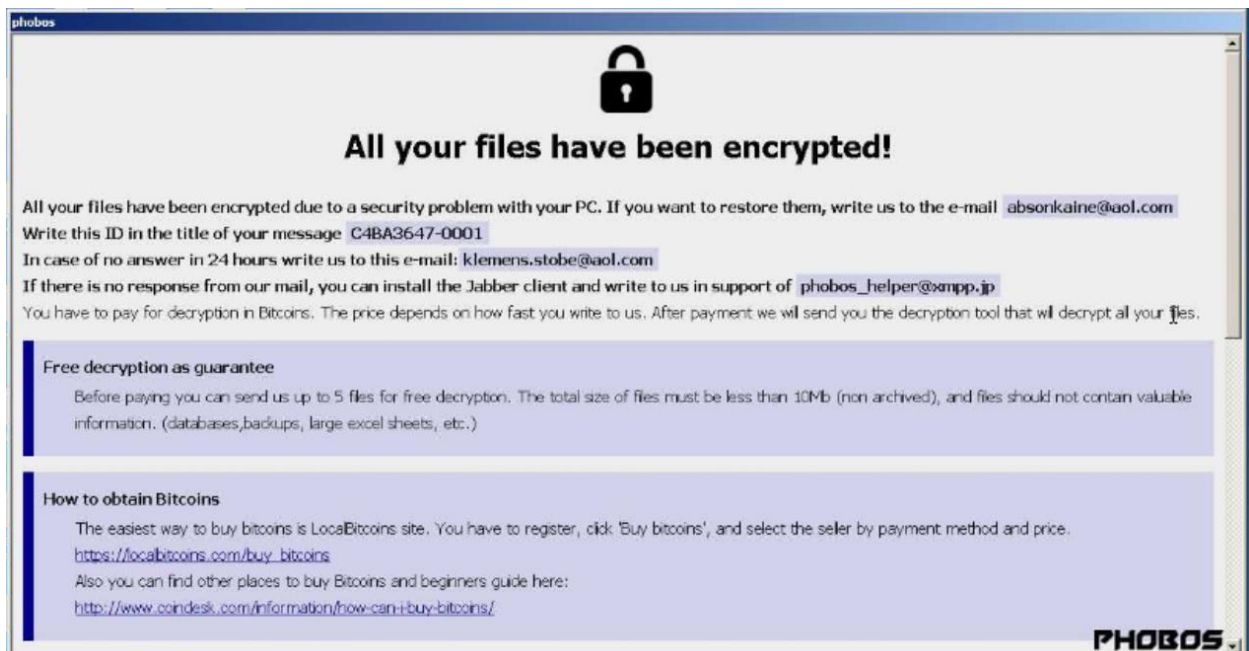 phobos
All your files have been encrypted!
All your files have been encrypted due to a security problem with your PC. If you want to restore them, write us to the e-mail absonkaine@aol.com
Write this ID in the title of your message C4BA3647-0001
In case of no answer in 24 hours write us to this e-mail: klemens.stobe@aol.com
If there is no response from our mail, you can install the Jabber client and write to us in support of phobos_helper@xmpp.jp
You have to pay for decryption in Bitcoins. The price depends on how fast you write to us. After payment we will send you the decryption tool that will decrypt all your files.
Free decryption as guarantee
Before paying you can send us up to 5 files for free decryption. The total size of files must be less than 10Mb (non archived), and files should not contain valuable
information. (databases,backups, large excel sheets, etc.)
How to obtain Bitcoins
The easiest way to buy bitcoins is LocalBitcoins site. You have to register, click 'Buy bitcoins', and select the seller by payment method and price.
https://localbitcoins.com/buy_bitcoins
Also you can find other places to buy Bitcoins and beginners guide here:
http://www.coindesk.com/information/how-can-i-buy-bitcoins/
PHOBOS